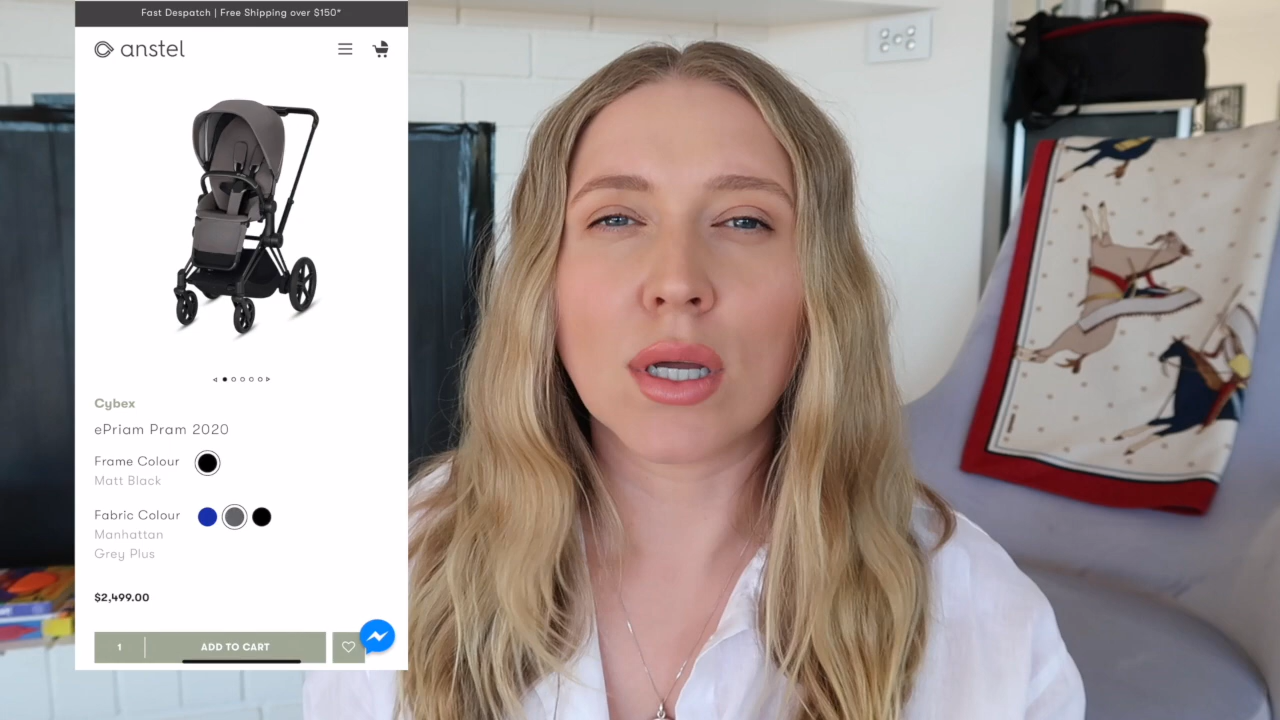 Fast Despatch | Free Shipping over $150*
anstel
Cybex
ePriam Pram 2020
Frame Colour
Matt Black
Fabric Colour
Manhattan
Grey Plus
$2,499.00
1 ADD TO CART